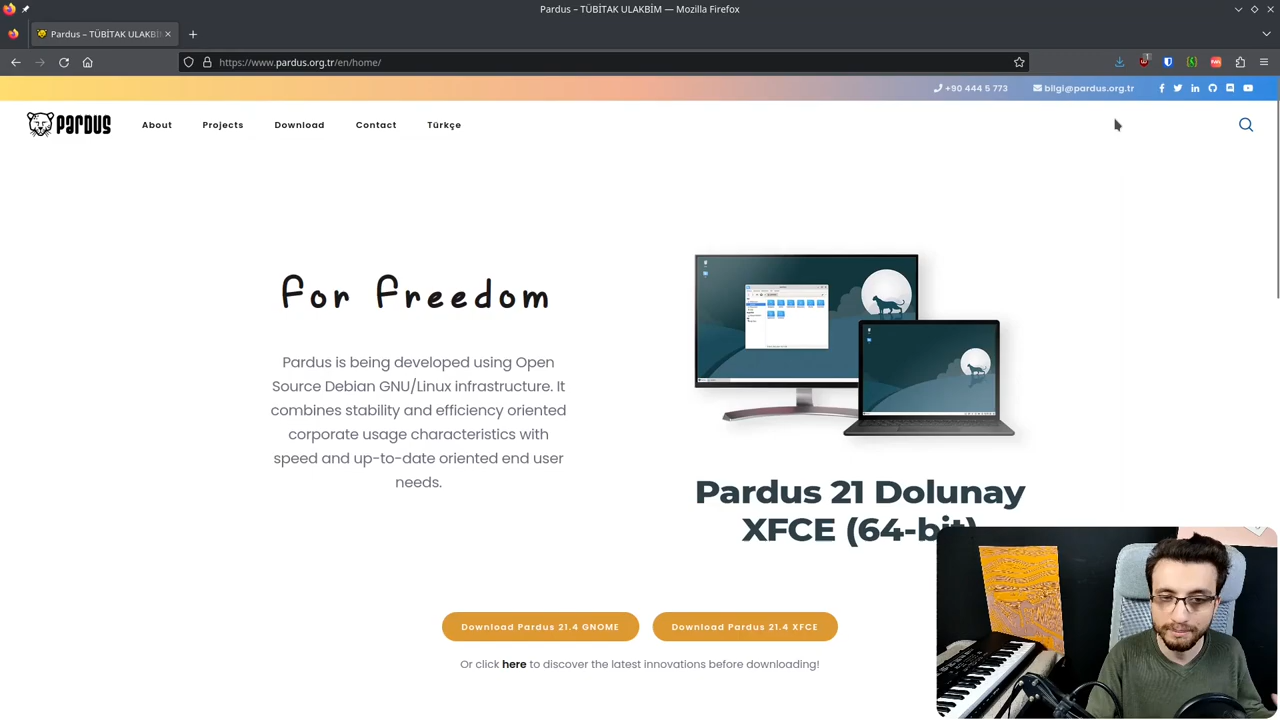 Pardus – TÜBİTAK ULAKBİM — Mozilla Firefox
Pardus – TÜBİTAK ULAKBİ
https://www.pardus.org.tr/en/home/
+90 444 5 773
bilgi@pardus.org.tr
PARDUS
About
Projects
Download
Contact
Türkçe
for freedom
Pardus is being developed using Open
Source Debian GNU/Linux infrastructure. It
combines stability and efficiency oriented
corporate usage characteristics with
speed and up-to-date oriented end user
needs.
Pardus 21 Dolunay
XFCE (64-bit)
Download Pardus 21.4 GNOME
Download Pardus 21.4 XFCE
Or click here to discover the latest innovations before downloading!